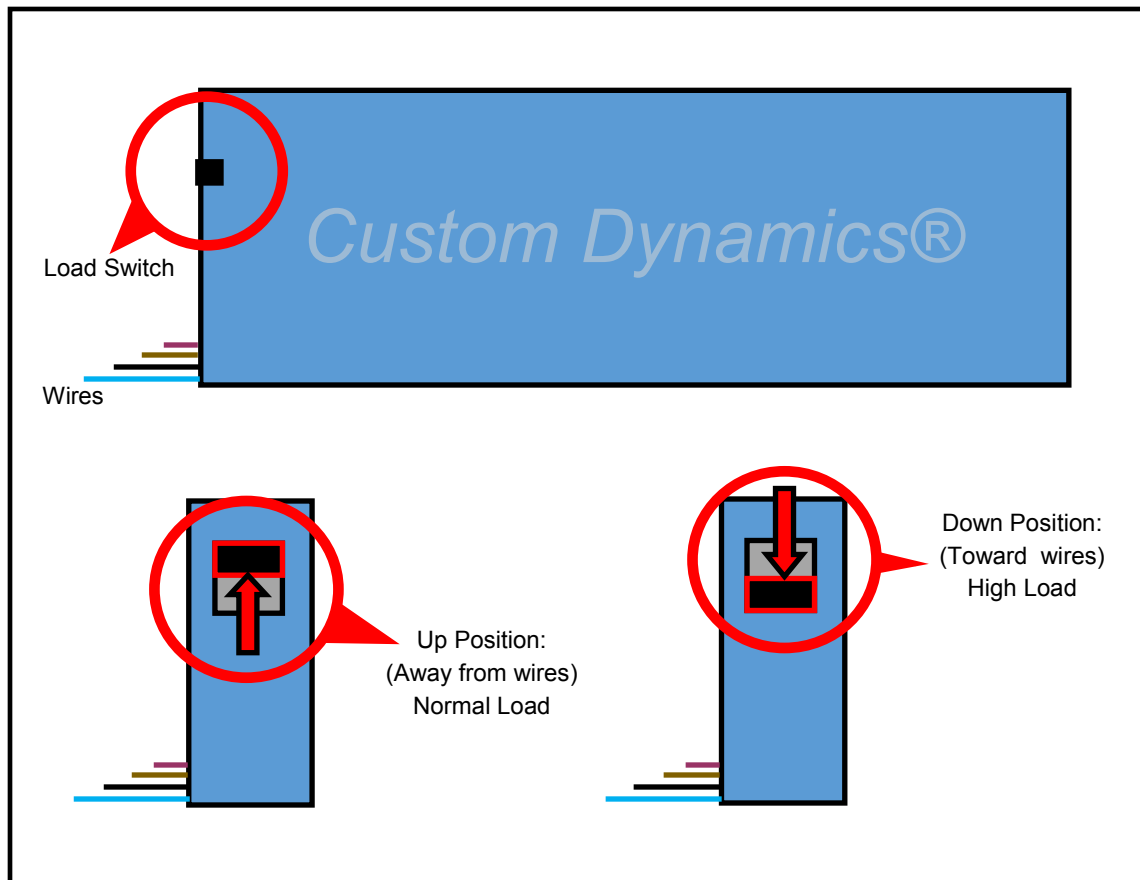 Custom Dynamics®
Load Switch
Wires
Down Position:
(Toward wires)
High Load
Up Position:
(Away from wires)
Normal Load